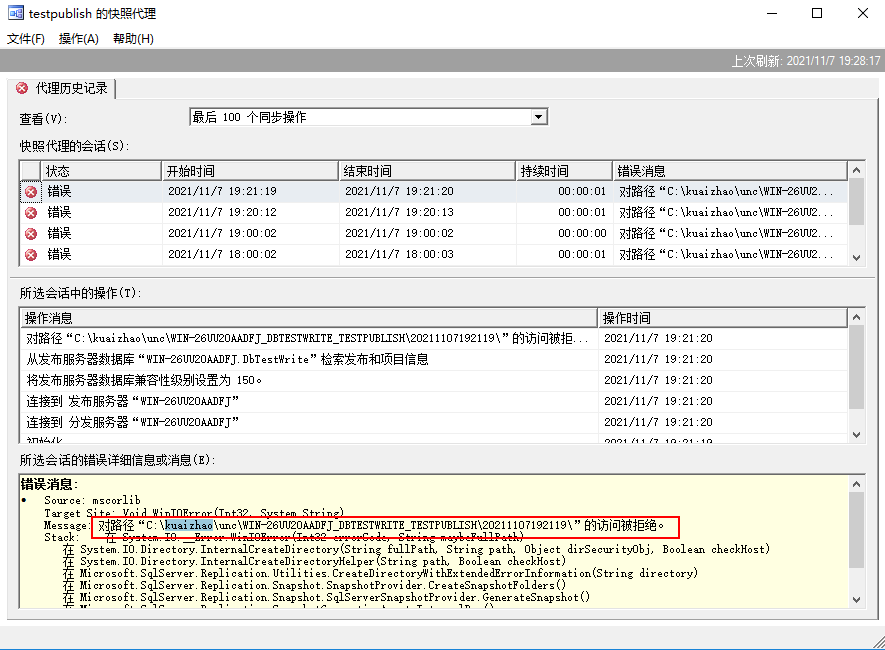 testpublish 的快照代理
文件(F) 操作(A) 帮助(H)
上次刷新: 2021/11/7 19:28:17
代理历史记录
查看(V):
最后 100 个同步操作
快照代理的会话(S):
状态 开始时间 结束时间 持续时间 错误消息
错误 2021/11/7 19:21:19 2021/11/7 19:21:20 00:00:01 对路径“C:\kuaizhao\unc\WIN-26UU2...
错误 2021/11/7 19:20:12 2021/11/7 19:20:13 00:00:01 对路径“C:\kuaizhao\unc\WIN-26UU2...
错误 2021/11/7 19:00:02 2021/11/7 19:00:02 00:00:00 对路径“C:\kuaizhao\unc\WIN-26UU2...
错误 2021/11/7 18:00:02 2021/11/7 18:00:03 00:00:01 对路径“C:\kuaizhao\unc\WIN-26UU2...
所选会话中的操作(T):
操作消息 操作时间
对路径“C:\kuaizhao\unc\WIN-26UU2OAADFJ_DBTESTWRITE_TESTPUBLISH\20211107192119\”的访问被拒... 2021/11/7 19:21:20
从发布服务器数据库“WIN-26UU2OAADFJ.DbTestWrite”检索发布和项目信息 2021/11/7 19:21:20
将发布服务器数据库兼容性级别设置为 150。 2021/11/7 19:21:20
连接到 发布服务器“WIN-26UU2OAADFJ” 2021/11/7 19:21:20
连接到 分发服务器“WIN-26UU2OAADFJ” 2021/11/7 19:21:20
初始化 2021/11/7 19:21:19
所选会话的错误详细信息或消息(E):
错误消息:
Source: mscorlib
Target Site: Void WinIOError(Int32, System.String)
Message: 对路径“C:\kuaizhao\unc\WIN-26UU2OAADFJ_DBTESTWRITE_TESTPUBLISH\20211107192119\”的访问被拒绝。
Stack: 在 System.IO.__Error.WinIOError(Int32 errorCode, String maybeFullPath)
在 System.IO.Directory.InternalCreateDirectory(String fullPath, String path, Object dirSecurityObj, Boolean checkHost)
在 System.IO.Directory.InternalCreateDirectoryHelper(String path, Boolean checkHost)
在 Microsoft.SqlServer.Replication.Utilities.CreateDirectoryWithExtendedErrorInformation(String directory)
在 Microsoft.SqlServer.Replication.Snapshot.SnapshotProvider.CreateSnapshotFolders()
在 Microsoft.SqlServer.Replication.Snapshot.SqlServerSnapshotProvider.GenerateSnapshot()